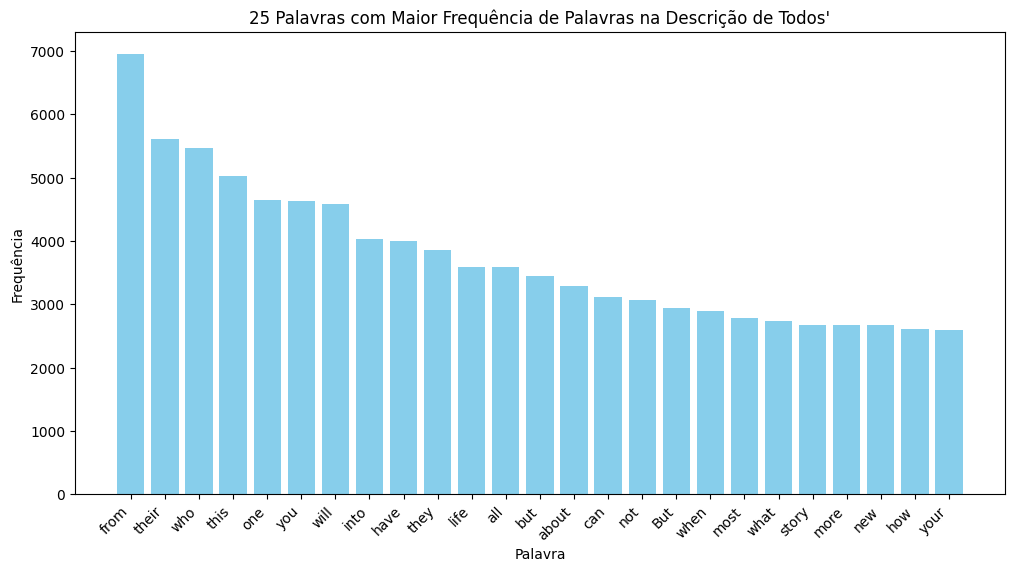 25 Palavras com Maior Frequência de Palavras na Descrição de Todos'
Frequência
7000
6000
5000
4000
3000
2000
1000
0
from
their
who
this
one
you
will
into
have
they
life
all
but
about
can
not
But
when
most
what
story
more
new
how
your
Palavra